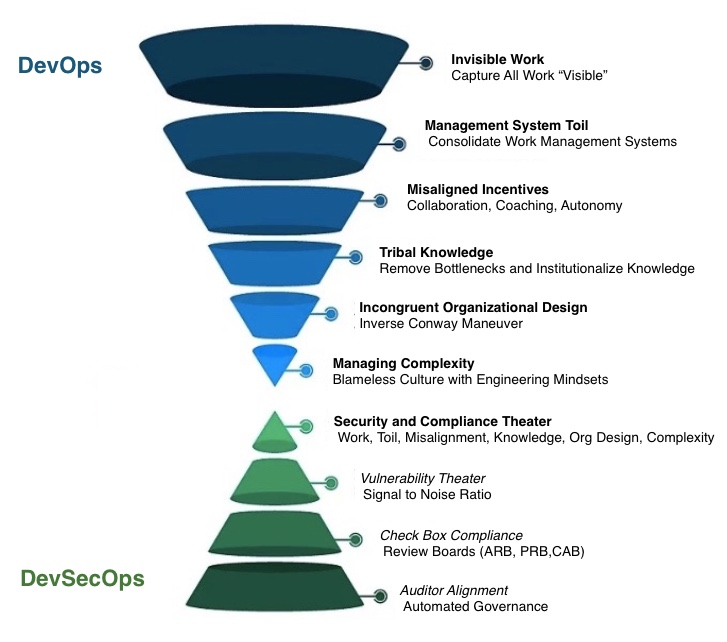 DevOps
Invisible Work
Capture All Work “Visible”
Management System Toil
Consolidate Work Management Systems
Misaligned Incentives
Collaboration, Coaching, Autonomy
Tribal Knowledge
Remove Bottlenecks and Institutionalize Knowledge
Incongruent Organizational Design
Inverse Conway Maneuver
Managing Complexity
Blameless Culture with Engineering Mindsets
Security and Compliance Theater
Work, Toil, Misalignment, Knowledge, Org Design, Complexity
Vulnerability Theater
Signal to Noise Ratio
Check Box Compliance
Review Boards (ARB, PRB,CAB)
DevSecOps
Auditor Alignment
Automated Governance